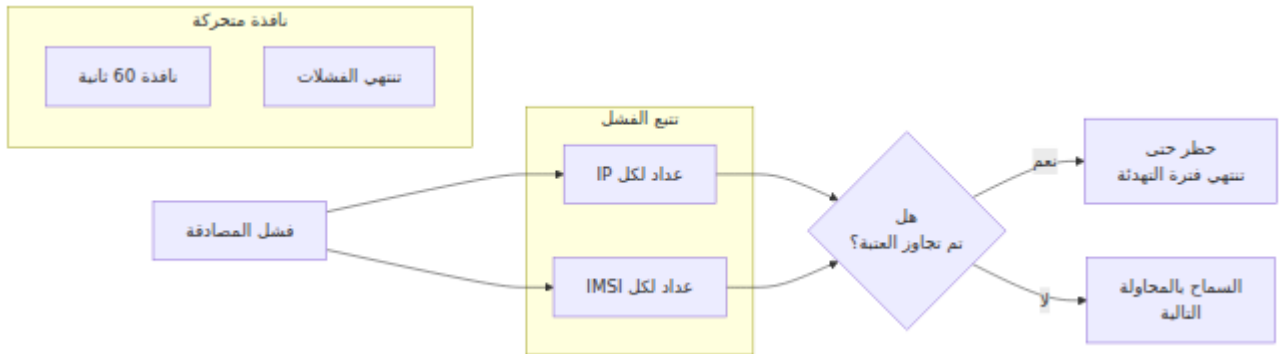 نافذة متحركة
نافذة 60 ثانية
تنتهي الفشلات
تتبع الفشل
عداد لكل IP
عداد لكل IMSI
فشل المصادقة
هل
تم تجاوز العتبة؟
نعم
لا
حظر حتى
تنتهي فترة التهدئة
السماح بالمحاولة
التالية